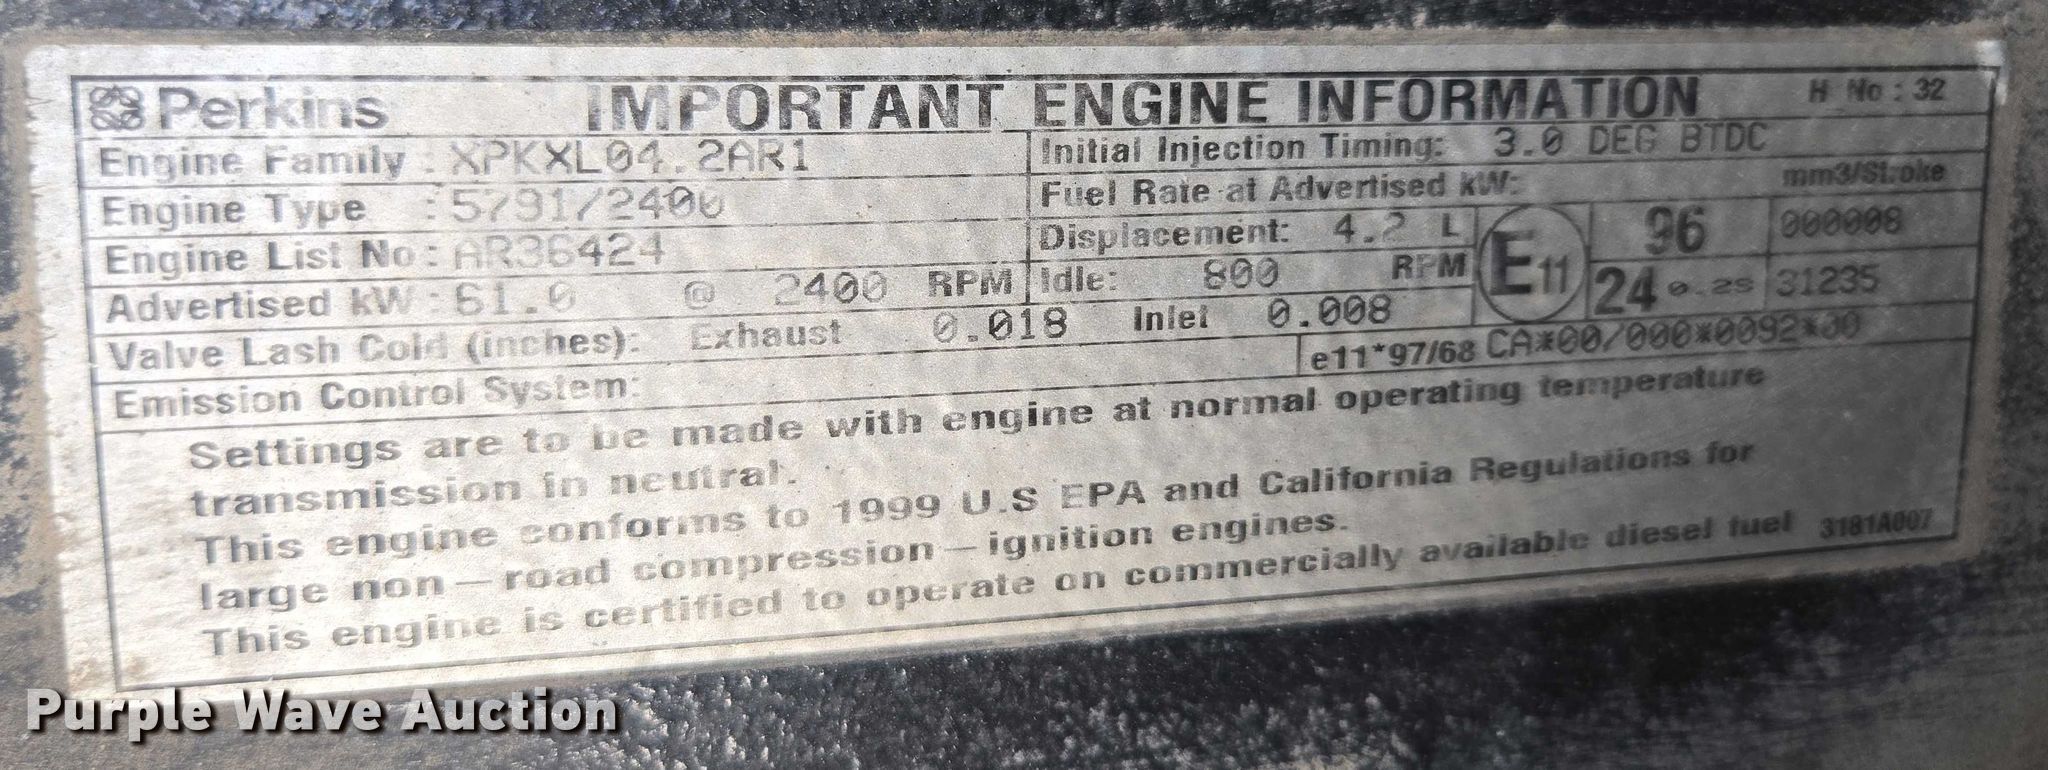 Perkins IMPORTANT ENGINE INFORMATION H No : 32
Engine Family : XPKXL04.2AR1
Initial Injection Timing: 3.0 DEG BTDC
Engine Type : 5791/2400
Fuel Rate at Advertised kW: mm3/Stroke
Engine List No: AR36424
Displacement: 4.2 L
Advertised kW : 61.0 @ 2400 RPM
Idle: 800 RPM
E11
96 000008
24 0.2S 31235
Valve Lash Cold (inches): Exhaust 0.018 Inlet 0.008
e11*97/68 CA*00/000*0092*00
Emission Control System:
Settings are to be made with engine at normal operating temperature
transmission in neutral.
This engine conforms to 1999 U.S EPA and California Regulations for
large non – road compression – ignition engines.
This engine is certified to operate on commercially available diesel fuel 3181A007
Purple Wave Auction